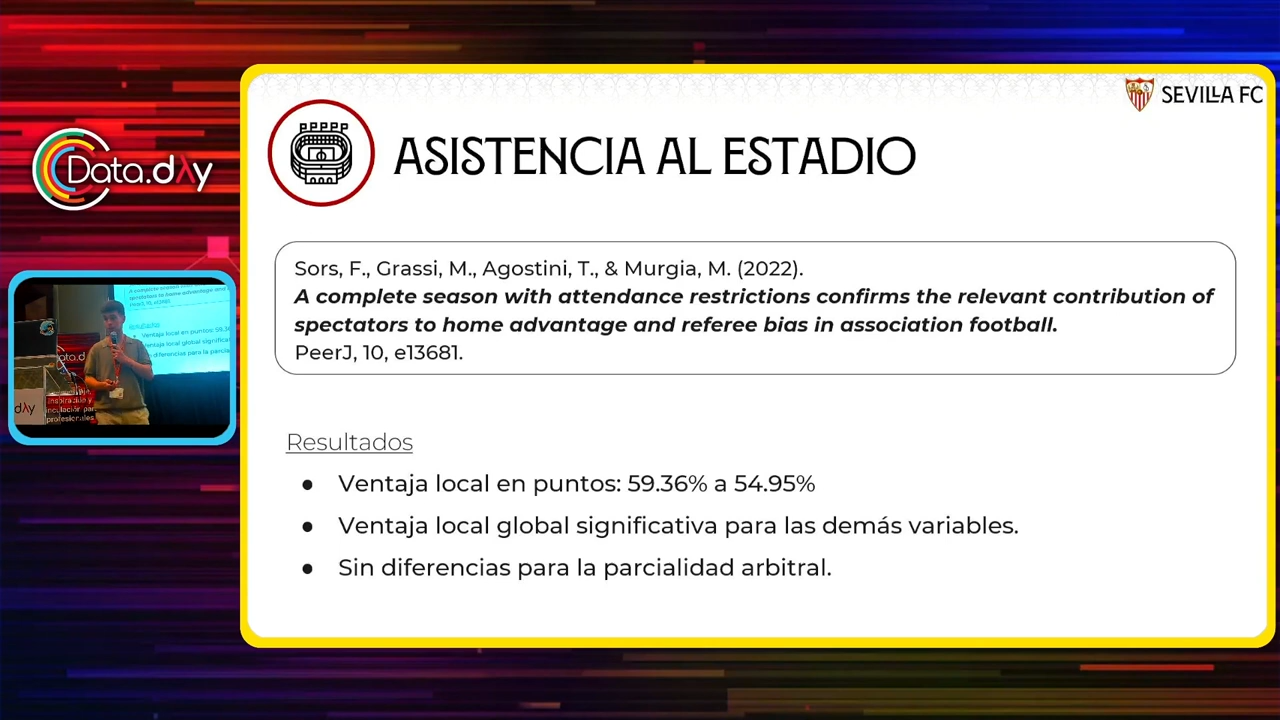 SEVILLA FC
ASISTENCIA AL ESTADIO
Data.dλy
Sors, F., Grassi, M., Agostini, T., & Murgia, M. (2022).
A complete season with attendance restrictions confirms the relevant contribution of
spectators to home advantage and referee bias in association football.
PeerJ, 10, e13681.
Resultados
● Ventaja local en puntos: 59.36% a 54.95%
● Ventaja local global significativa para las demás variables.
● Sin diferencias para la parcialidad arbitral.